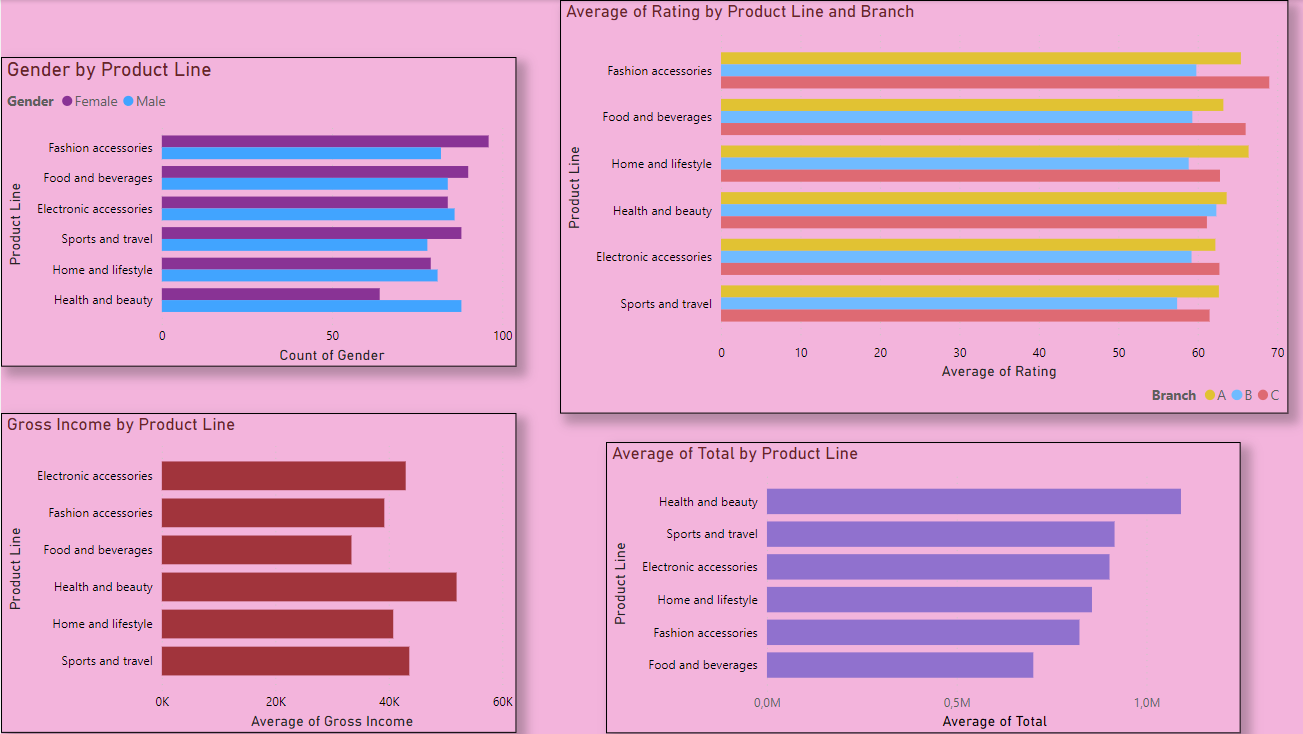 Gender by Product Line
Gender Female Male
Product Line
Fashion accessories
Food and beverages
Electronic accessories
Sports and travel
Home and lifestyle
Health and beauty
0 50 100
Count of Gender
Average of Rating by Product Line and Branch
Product Line
Fashion accessories
Food and beverages
Home and lifestyle
Health and beauty
Electronic accessories
Sports and travel
0 10 20 30 40 50 60 70
Average of Rating
Branch A B C
Gross Income by Product Line
Product Line
Electronic accessories
Fashion accessories
Food and beverages
Health and beauty
Home and lifestyle
Sports and travel
0K 20K 40K 60K
Average of Gross Income
Average of Total by Product Line
Product Line
Health and beauty
Sports and travel
Electronic accessories
Home and lifestyle
Fashion accessories
Food and beverages
0,0M 0,5M 1,0M
Average of Total